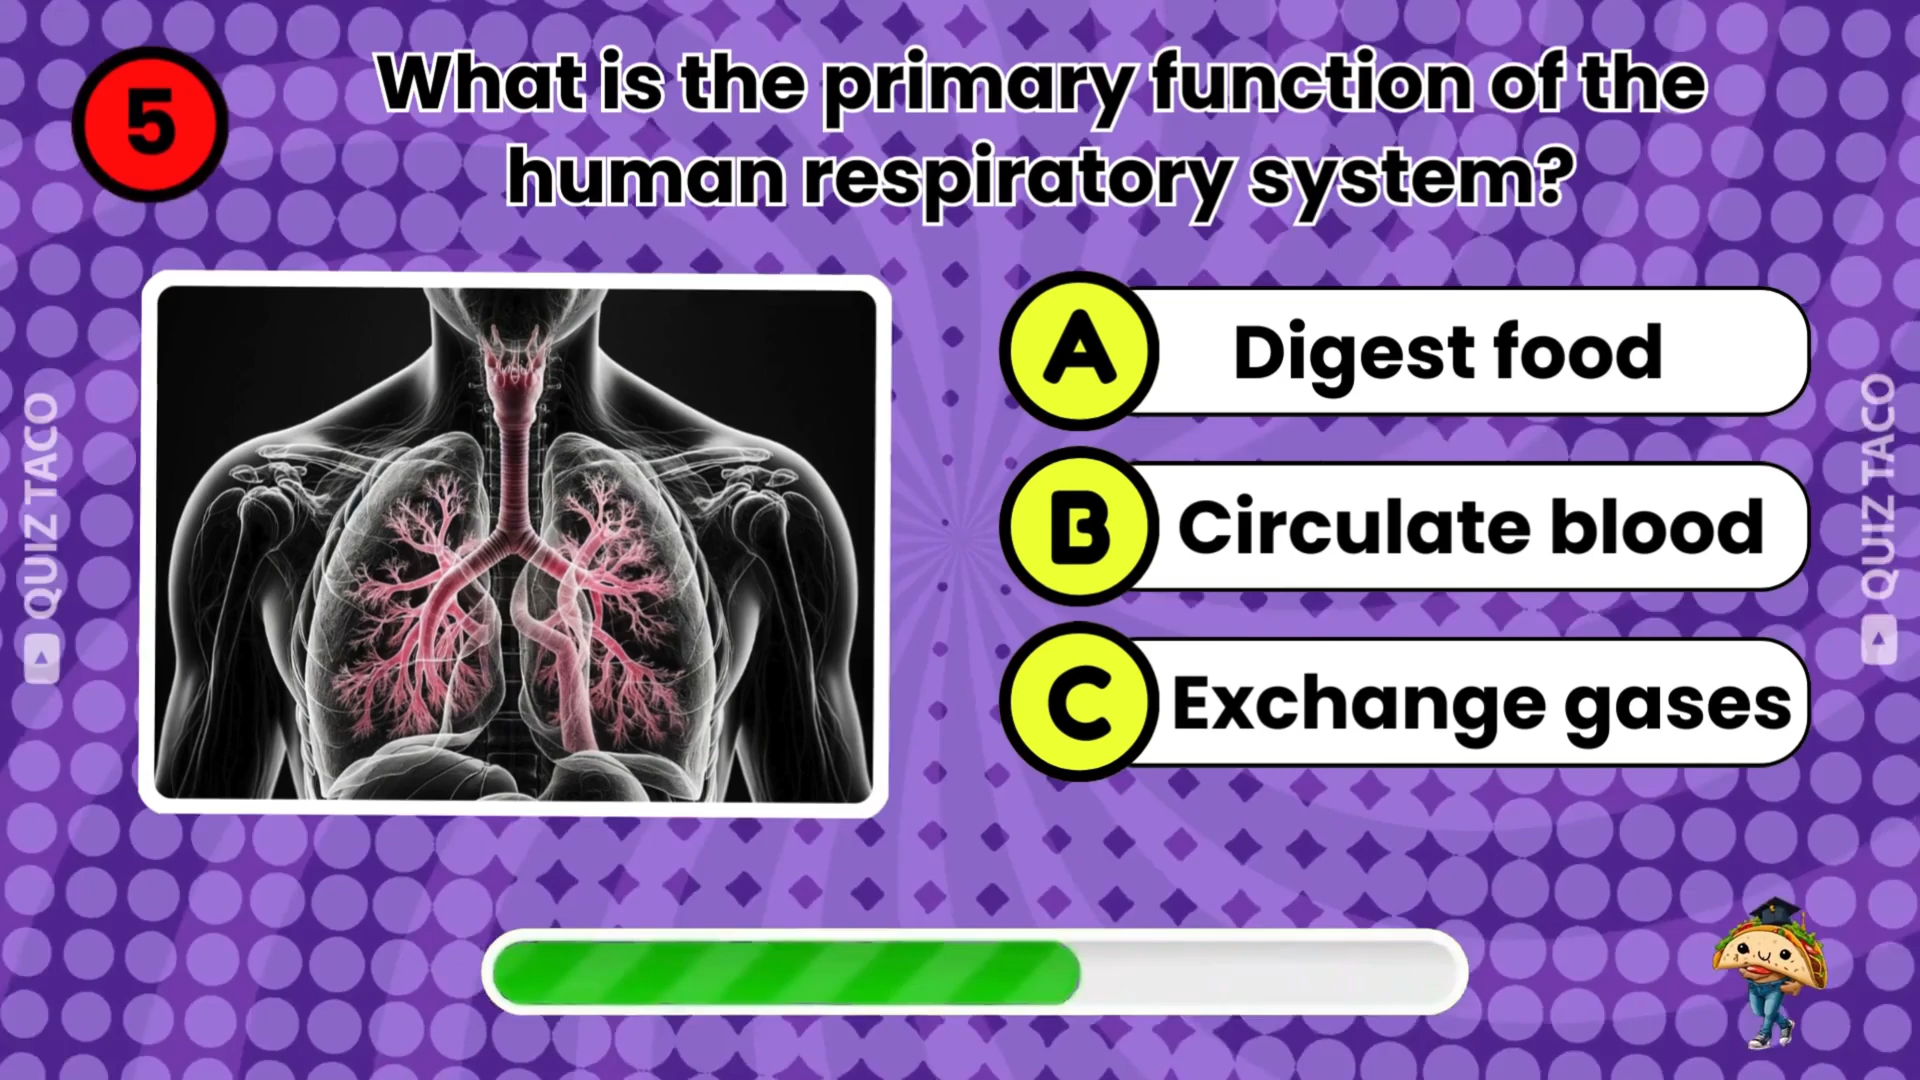 5
What is the primary function of the
human respiratory system?
A Digest food
B Circulate blood
C Exchange gases
QUIZ TACO
QUIZ TACO